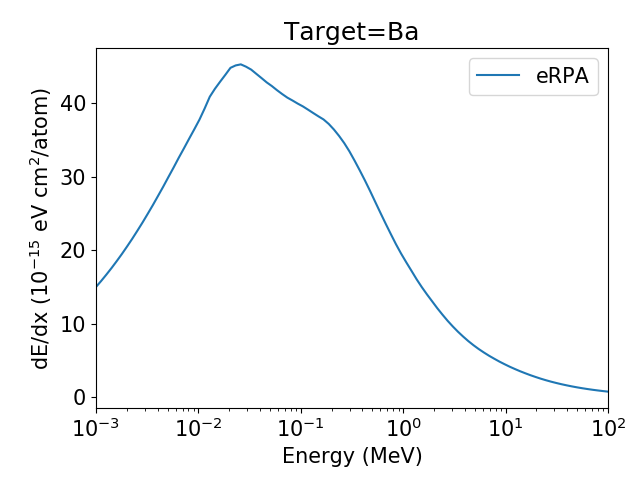 Target=Ba
eRPA
dE/dx (10⁻¹⁵ eV cm²/atom)
40
30
20
10
0
10⁻³ 10⁻² 10⁻¹ 10⁰ 10¹ 10²
Energy (MeV)